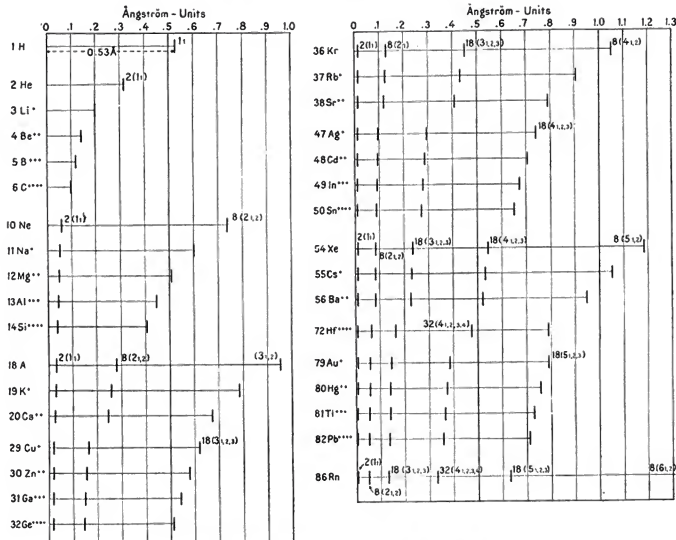 Ångström - Units
0 .1 .2 .3 .4 .5 .6 .7 .8 .9 1.0
1 H 1₁
0.53Å
2 He 2(1₁)
3 Li⁺
4 Be⁺⁺
5 B⁺⁺⁺
6 C⁺⁺⁺⁺
10 Ne 2(1₁) 8(2₁,₂)
11 Na⁺
12 Mg⁺⁺
13 Al⁺⁺⁺
14 Si⁺⁺⁺⁺
18 A 2(1₁) 8(2₁,₂) (3₁,₂)
19 K⁺
20 Ca⁺⁺
29 Cu⁺ 18(3₁,₂,₃)
30 Zn⁺⁺
31 Ga⁺⁺⁺
32 Ge⁺⁺⁺⁺
Ångström - Units
0 .1 .2 .3 .4 .5 .6 .7 .8 .9 1.0 1.1 1.2 1.3
36 Kr 2(1₁) 8(2₁) 18(3₁,₂,₃) 8(4₁,₂)
37 Rb⁺
38 Sr⁺⁺
47 Ag⁺ 18(4₁,₂,₃)
48 Cd⁺⁺
49 In⁺⁺⁺
50 Sn⁺⁺⁺⁺
54 Xe 2(1₁) 8(2₁,₂) 18(3₁,₂,₃) 18(4₁,₂,₃) 8(5₁,₂)
55 Cs⁺
56 Ba⁺⁺
72 Hf⁺⁺⁺⁺ 32(4₁,₂,₃,₄)
79 Au⁺ 18(5₁,₂,₃)
80 Hg⁺⁺
81 Tl⁺⁺⁺
82 Pb⁺⁺⁺⁺
86 Rn 2(1₁) 8(2₁,₂) 18(3₁,₂,₃) 32(4₁,₂,₃,₄) 18(5₁,₂,₃) 8(6₁,₂)